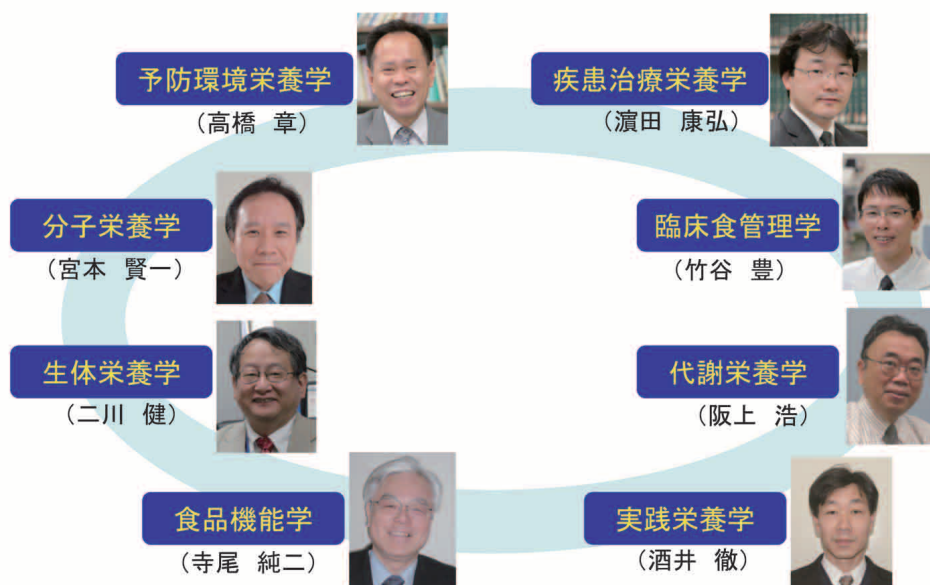 予防環境栄養学
（高橋 章）
疾患治療栄養学
（濵田 康弘）
分子栄養学
（宮本 賢一）
臨床食管理学
（竹谷 豊）
生体栄養学
（二川 健）
代謝栄養学
（阪上 浩）
食品機能学
（寺尾 純二）
実践栄養学
（酒井 徹）